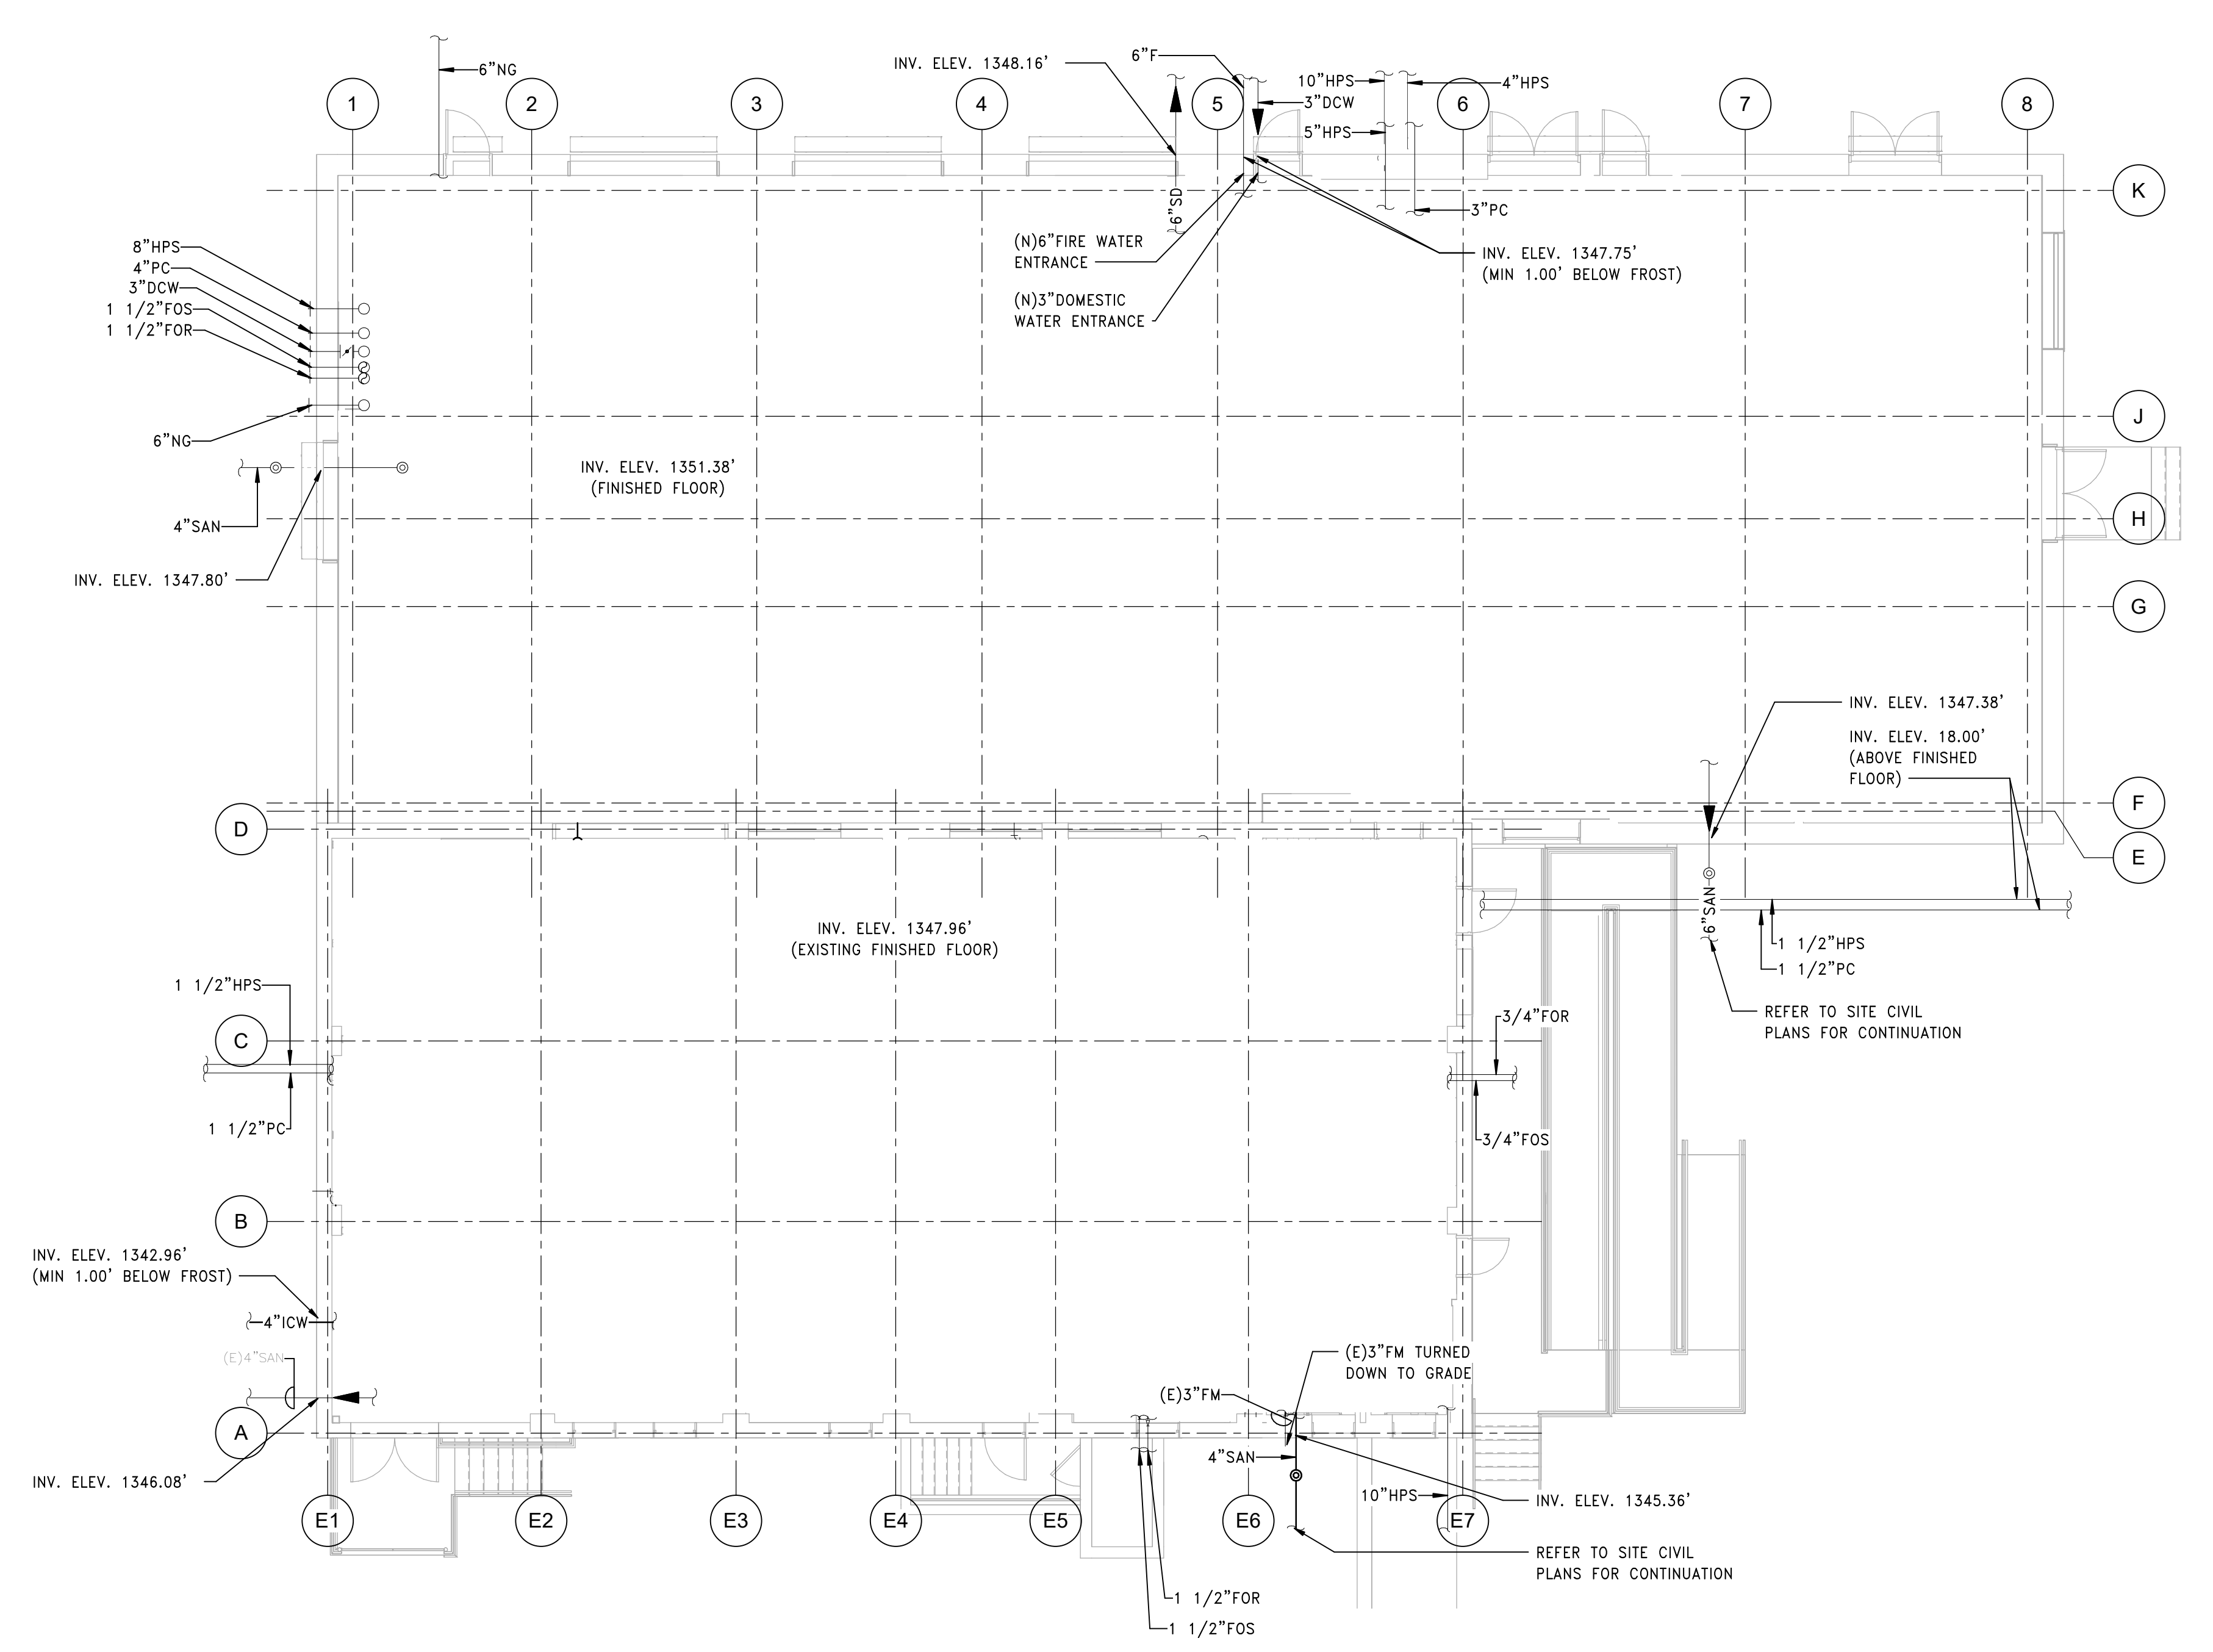 6"NG
INV. ELEV. 1348.16'
6"F
10"HPS
4"HPS
3"DCW
5"HPS
1
2
3
4
5
6
7
8
K
6"SD
3"PC
(N)6"FIRE WATER
ENTRANCE
INV. ELEV. 1347.75'
(MIN 1.00' BELOW FROST)
(N)3"DOMESTIC
WATER ENTRANCE
8"HPS
4"PC
3"DCW
1 1/2"FOS
1 1/2"FOR
6"NG
J
INV. ELEV. 1351.38'
(FINISHED FLOOR)
4"SAN
H
INV. ELEV. 1347.80'
G
INV. ELEV. 1347.38'
INV. ELEV. 18.00'
(ABOVE FINISHED
FLOOR)
F
D
E
6"SAN
INV. ELEV. 1347.96'
(EXISTING FINISHED FLOOR)
1 1/2"HPS
1 1/2"PC
1 1/2"HPS
REFER TO SITE CIVIL
PLANS FOR CONTINUATION
3/4"FOR
C
1 1/2"PC
3/4"FOS
B
INV. ELEV. 1342.96'
(MIN 1.00' BELOW FROST)
4"ICW
(E)4"SAN
(E)3"FM TURNED
DOWN TO GRADE
(E)3"FM
A
4"SAN
INV. ELEV. 1346.08'
10"HPS
INV. ELEV. 1345.36'
E1
E2
E3
E4
E5
E6
E7
REFER TO SITE CIVIL
PLANS FOR CONTINUATION
1 1/2"FOR
1 1/2"FOS